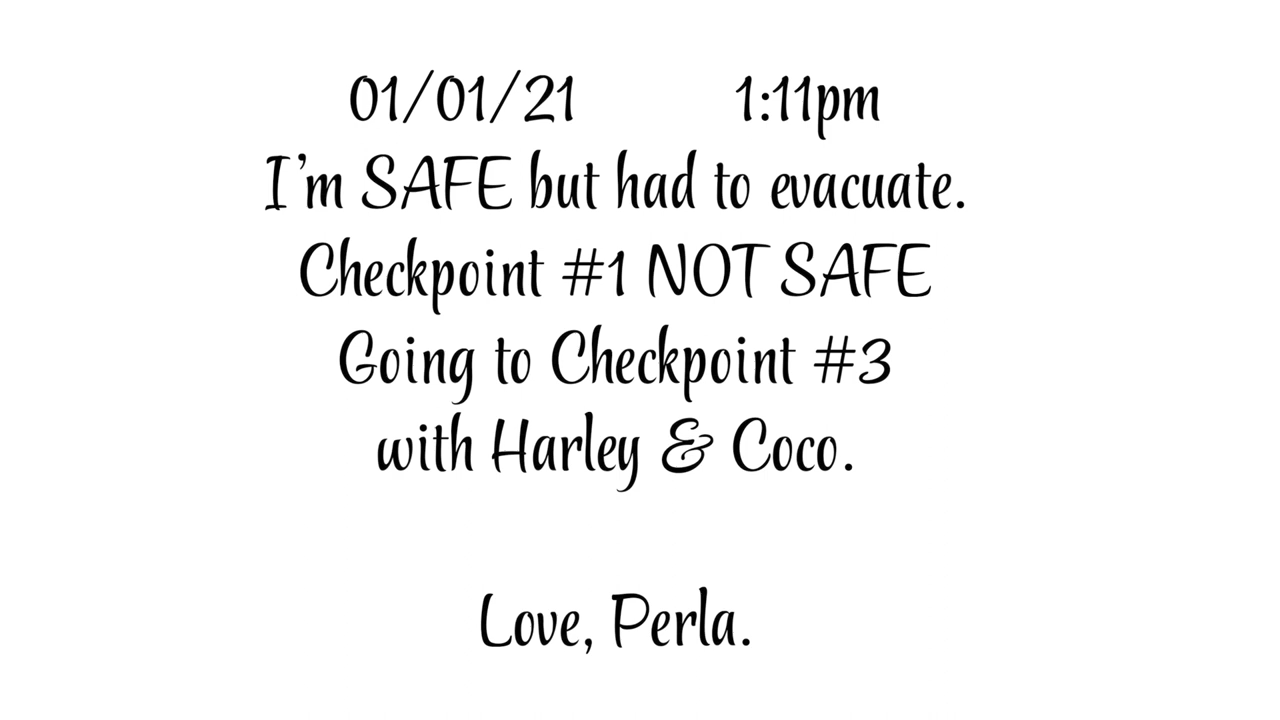 01/01/21 1:11pm
I'm SAFE but had to evacuate.
Checkpoint #1 NOT SAFE
Going to Checkpoint #3
with Harley & Coco.
Love, Perla.